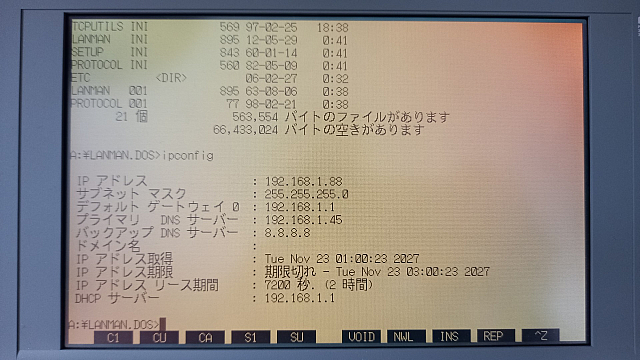 TCPUTILS INI 569 97-02-25 18:38
LANMAN INI 895 12-05-29 0:41
SETUP INI 843 60-01-14 0:41
PROTOCOL INI 560 82-05-09 0:41
ETC <DIR> 06-02-27 0:32
LANMAN 001 895 63-08-06 0:38
PROTOCOL 001 77 98-02-21 0:38
21 個 563,554 バイトのファイルがあります
66,433,024 バイトの空きがあります
A:¥LANMAN.DOS>ipconfig
IP アドレス : 192.168.1.88
サブネット マスク : 255.255.255.0
デフォルト ゲートウェイ 0 : 192.168.1.1
プライマリ DNS サーバー : 192.168.1.45
バックアップ DNS サーバー : 8.8.8.8
ドメイン名 :
IP アドレス取得 : Tue Nov 23 01:00:23 2027
IP アドレス期限 : 期限切れ - Tue Nov 23 03:00:23 2027
IP アドレス リース期間 : 7200 秒. (2 時間)
DHCP サーバー : 192.168.1.1
A:¥LANMAN.DOS>
C1 CU CA S1 SU VOID NWL INS REP ^Z